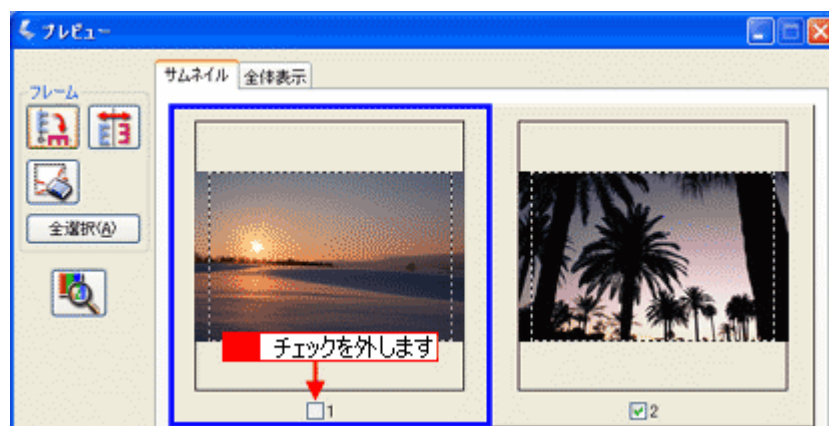 プレビュー
サムネイル 全体表示
フレーム
全選択(A)
チェックを外します
1
2